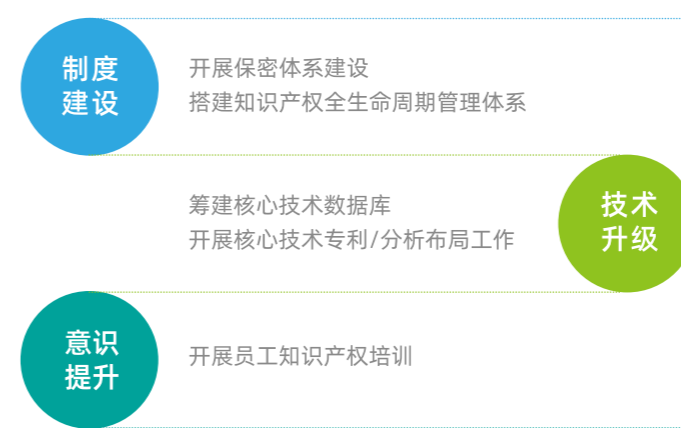 制度
建设
开展保密体系建设
搭建知识产权全生命周期管理体系
筹建核心技术数据库
开展核心技术专利/分析布局工作
技术
升级
意识
提升
开展员工知识产权培训